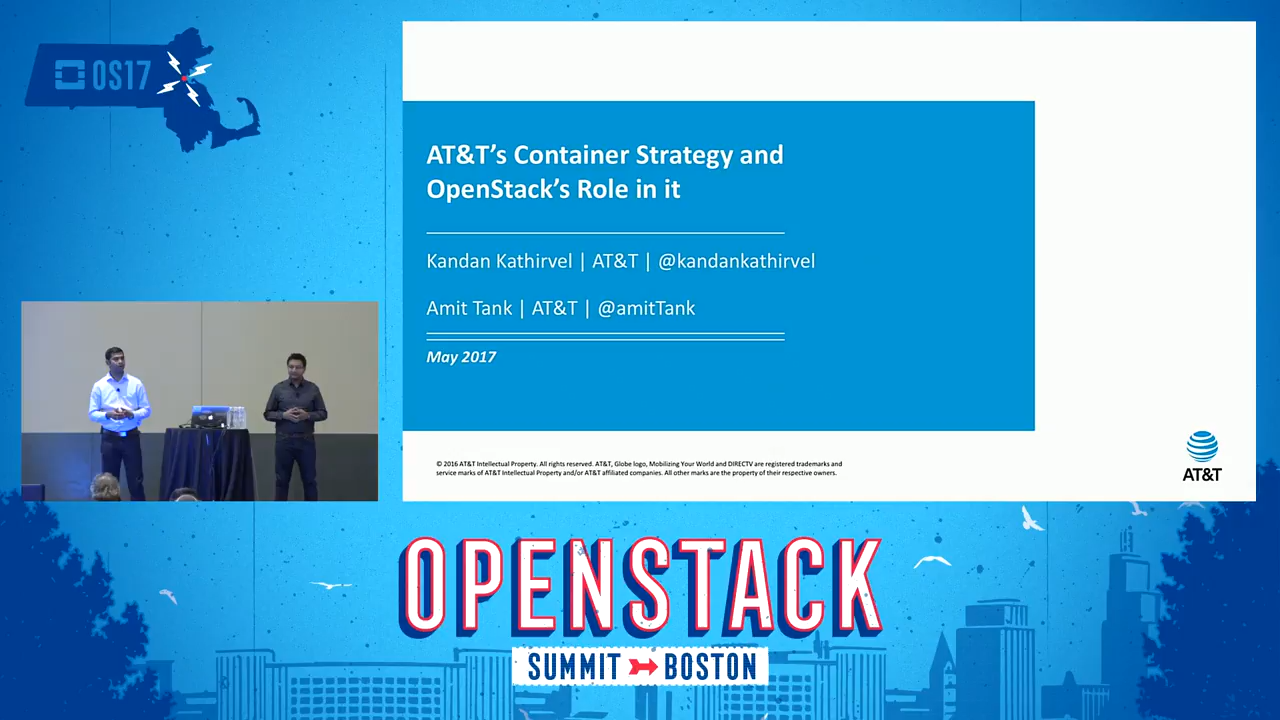 OS17
AT&T’s Container Strategy and
OpenStack’s Role in it
Kandan Kathirvel | AT&T | @kandankathirvel
Amit Tank | AT&T | @amitTank
May 2017
© 2016 AT&T Intellectual Property. All rights reserved. AT&T, Globe logo, Mobilizing Your World and DIRECTV are registered trademarks and
service marks of AT&T Intellectual Property and/or AT&T affiliated companies. All other marks are the property of their respective owners.
AT&T
OPENSTACK
SUMMIT BOSTON